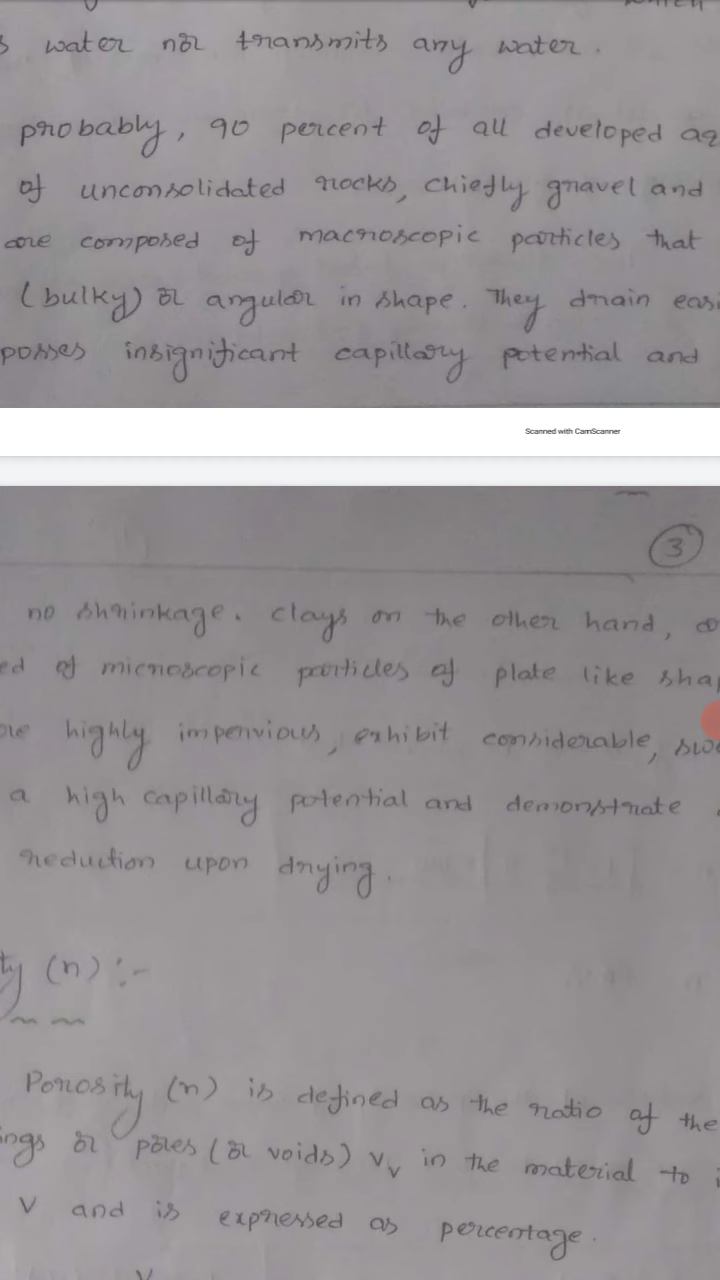 water nor transmits any water.
probably, 90 percent of all developed
of unconsolidated rocks, chiefly gravel and
are composed of macroscopic particles that
(bulky) or angular in shape. They drain easi
posses insignificant capillary potential and
Scanned with CamScanner
3
no shrinkage. Clays on the other hand,
ed of microscopic particles of plate like sha
highly impervious, exhibit considerable,
a high capillary potential and demonstrate
reduction upon drying.
ty (n) :-
Porosity (n) is defined as the ratio of the
ings or pores (or voids) Vv in the material to
V and is expressed as percentage.